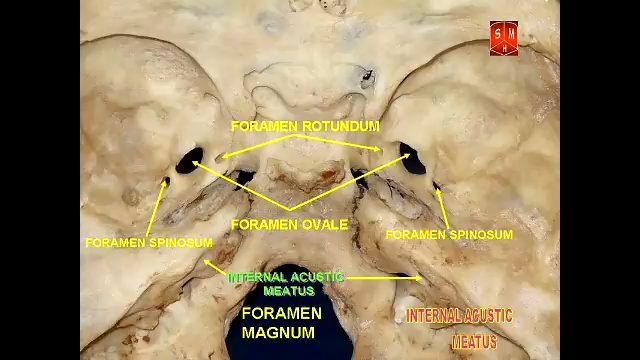 S M
H
FORAMEN ROTUNDUM
FORAMEN OVALE
FORAMEN SPINOSUM
FORAMEN SPINOSUM
INTERNAL ACUSTIC
MEATUS
FORAMEN
MAGNUM
INTERNAL ACUSTIC
MEATUS